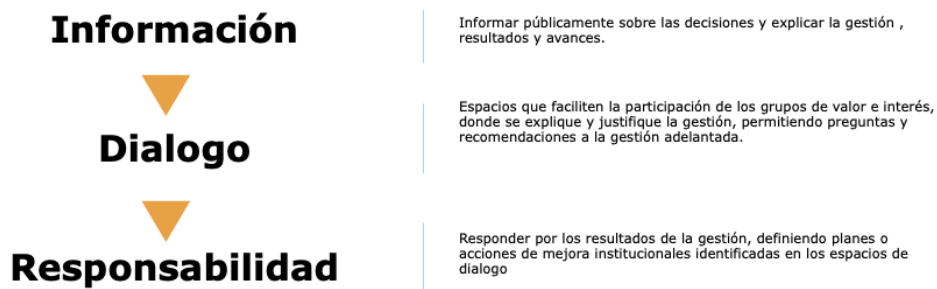 Información
Informar públicamente sobre las decisiones y explicar la gestión ,
resultados y avances.
Dialogo
Espacios que faciliten la participación de los grupos de valor e interés,
donde se explique y justifique la gestión, permitiendo preguntas y
recomendaciones a la gestión adelantada.
Responsabilidad
Responder por los resultados de la gestión, definiendo planes o
acciones de mejora institucionales identificadas en los espacios de
dialogo